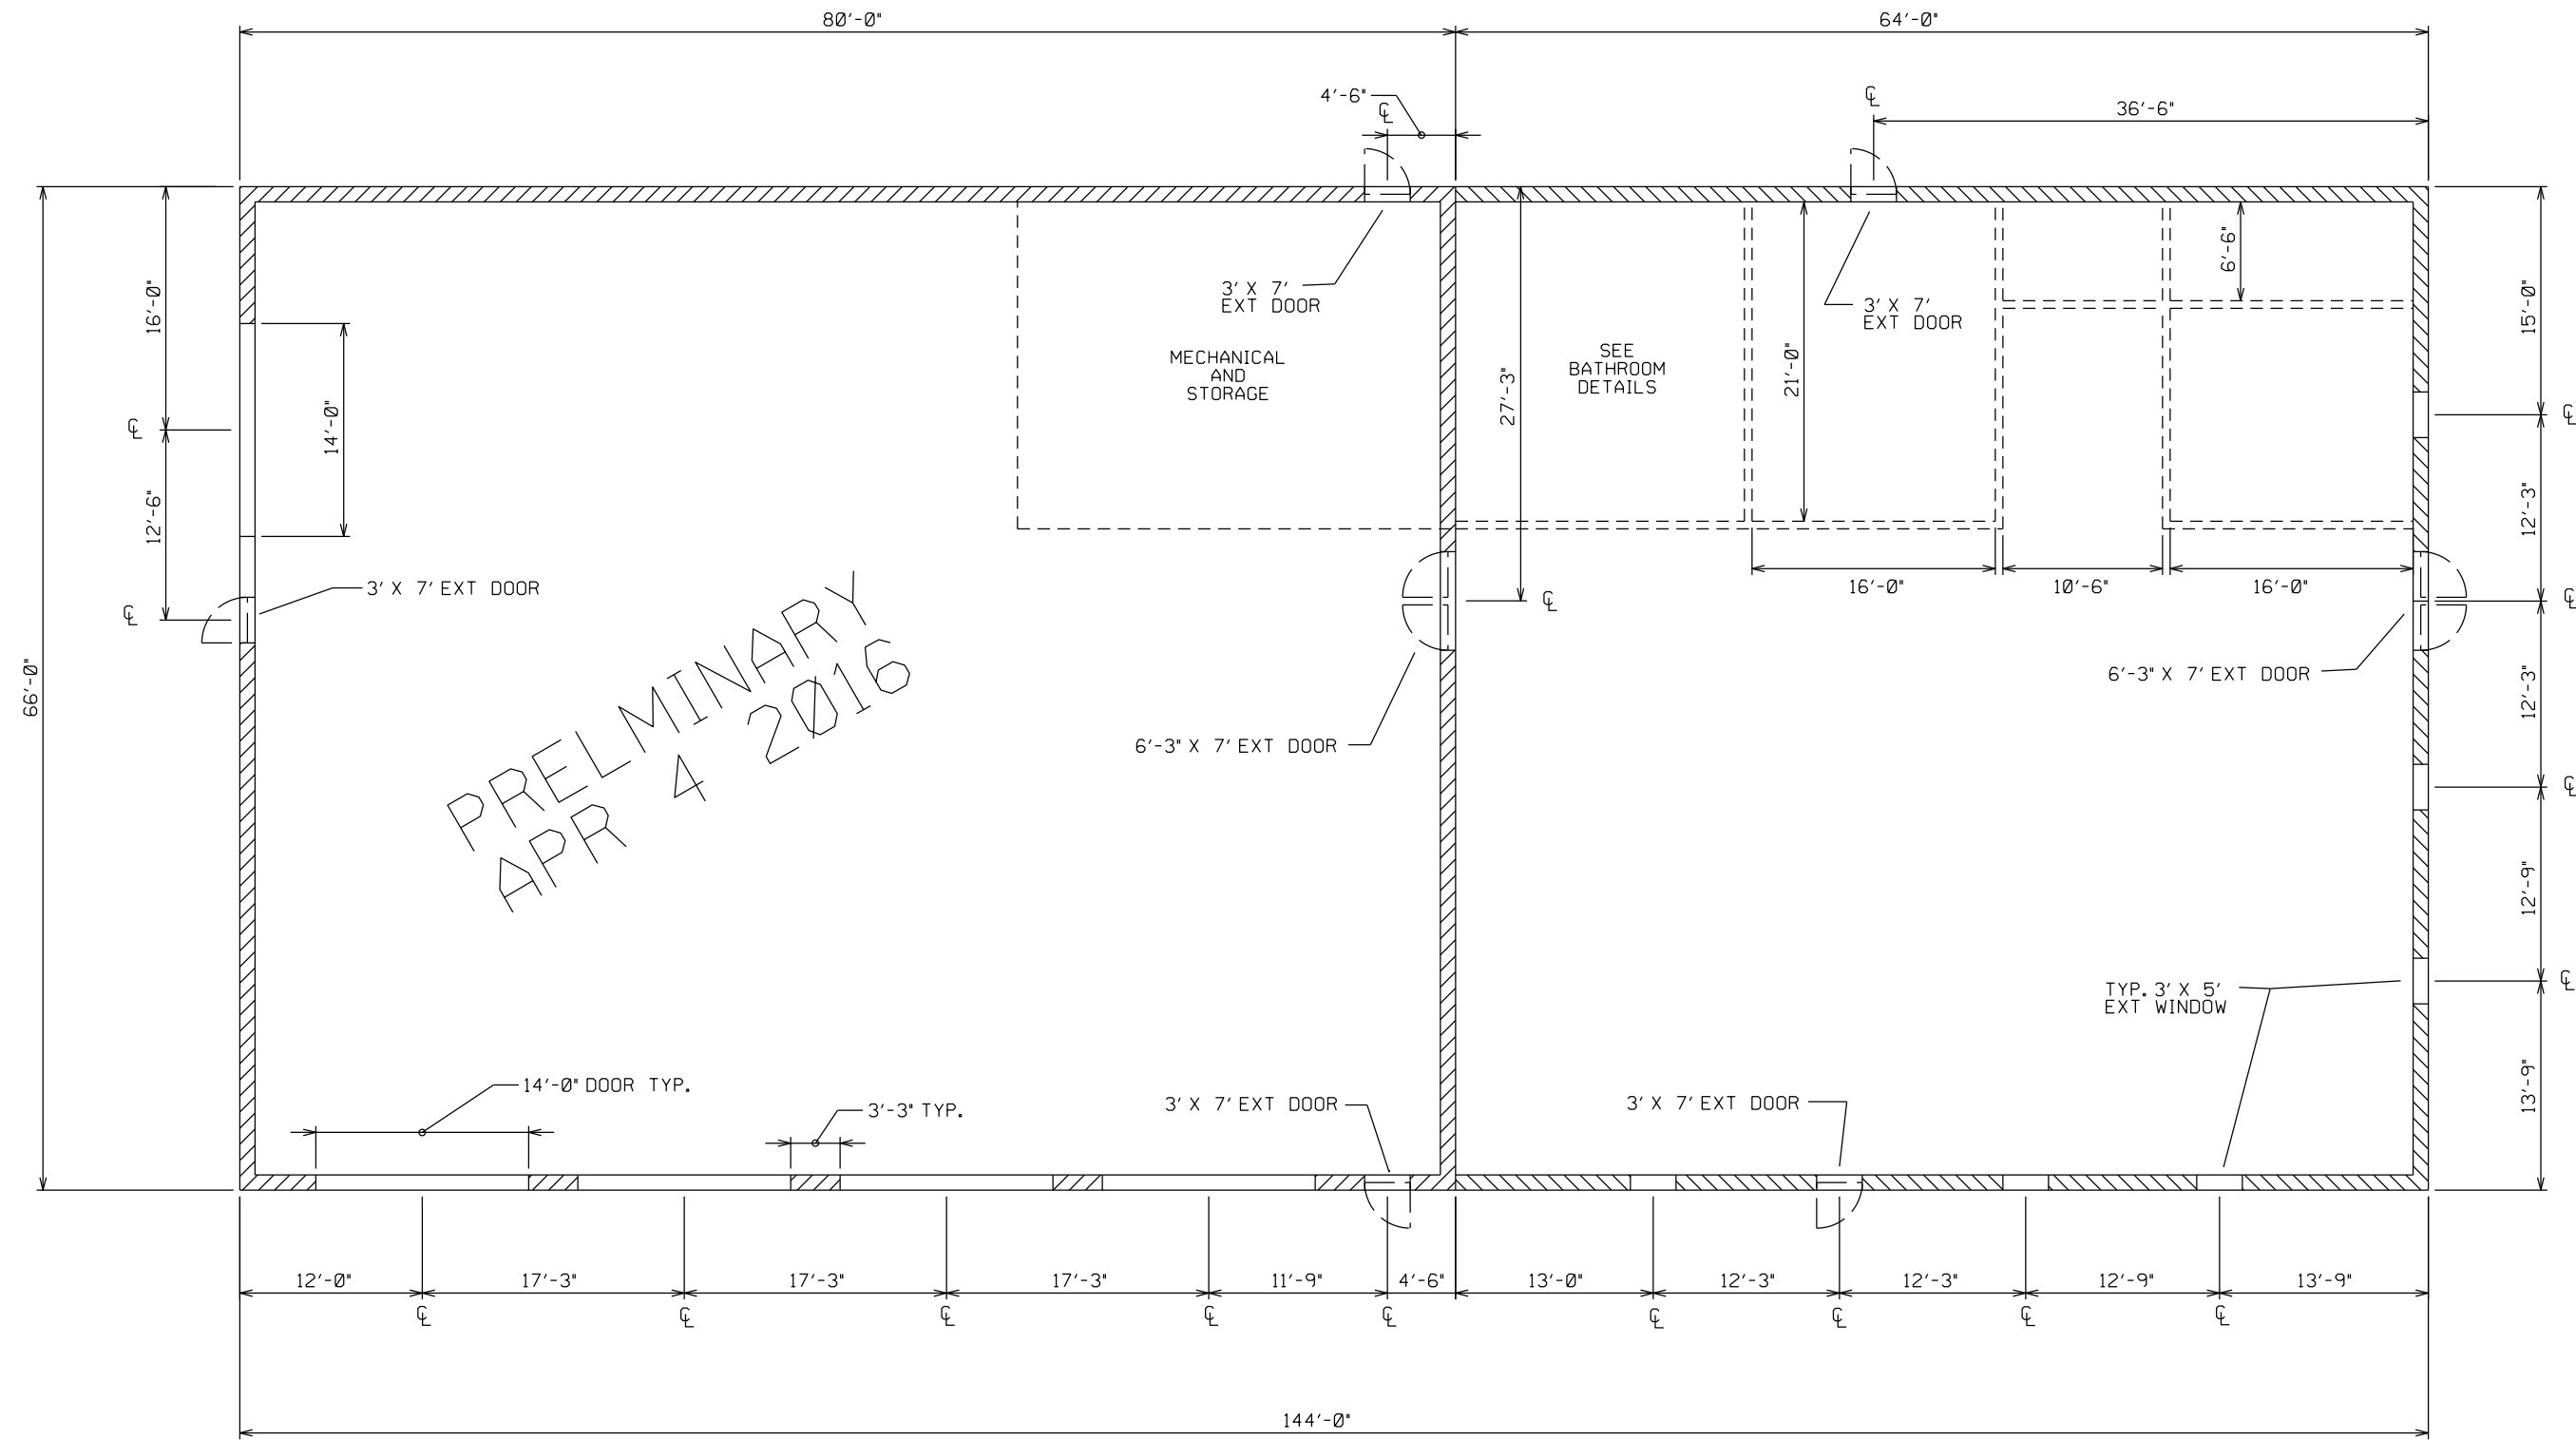 80'-0"
64'-0"
4'-6"
℄
℄
36'-6"
16'-0"
14'-0"
℄
12'-6"
℄
3' X 7' EXT DOOR
66'-0"
3' X 7'
EXT DOOR
MECHANICAL
AND
STORAGE
27'-3"
SEE
BATHROOM
DETAILS
21'-0"
3' X 7'
EXT DOOR
6'-6"
15'-0"
℄
12'-3"
16'-0"
10'-6"
16'-0"
℄
℄
6'-3" X 7' EXT DOOR
6'-3" X 7' EXT DOOR
12'-3"
℄
12'-9"
℄
13'-9"
PRELMINARY
APR 4 2016
TYP. 3' X 5'
EXT WINDOW
14'-0" DOOR TYP.
3'-3" TYP.
3' X 7' EXT DOOR
3' X 7' EXT DOOR
12'-0"
17'-3"
17'-3"
17'-3"
11'-9"
4'-6"
13'-0"
12'-3"
12'-3"
12'-9"
13'-9"
℄
℄
℄
℄
℄
℄
℄
℄
℄
144'-0"